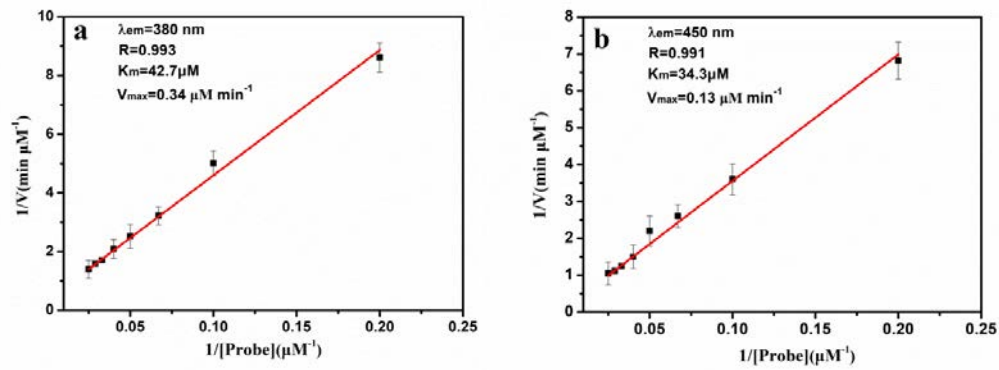 a
λem=380 nm
R=0.993
Km=42.7μM
Vmax=0.34 μM min-1
1/V(min μM-1)
10
8
6
4
2
0
0.05
0.10
0.15
0.20
0.25
1/[Probe](μM-1)
b
λem=450 nm
R=0.991
Km=34.3μM
Vmax=0.13 μM min-1
1/V(min μM-1)
8
7
6
5
4
3
2
1
0
0.05
0.10
0.15
0.20
0.25
1/[Probe](μM-1)